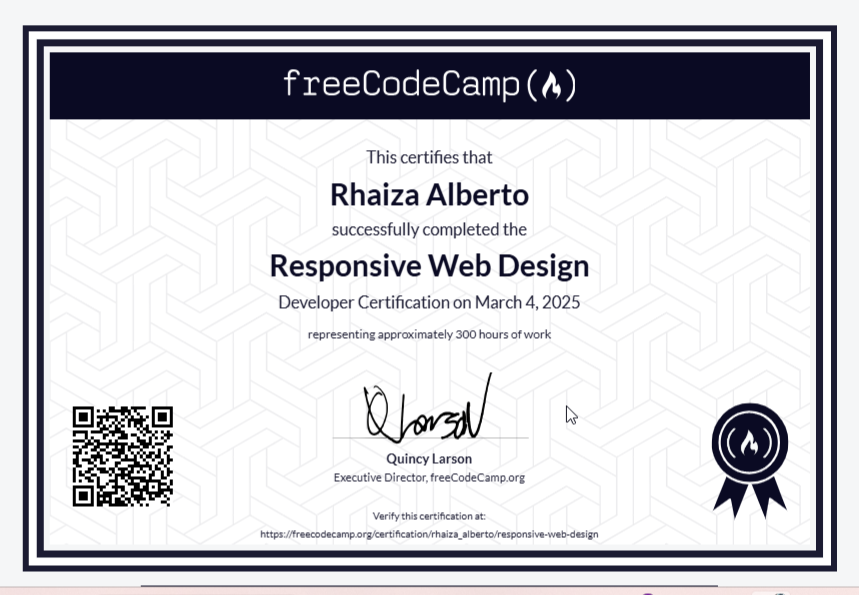 freeCodeCamp
This certifies that
Rhaiza Alberto
successfully completed the
Responsive Web Design
Developer Certification on March 4, 2025
representing approximately 300 hours of work
Quincy Larson
Executive Director, freeCodeCamp.org
Verify this certification at:
https://freecodecamp.org/certification/rhaiza_alberto/responsive-web-design